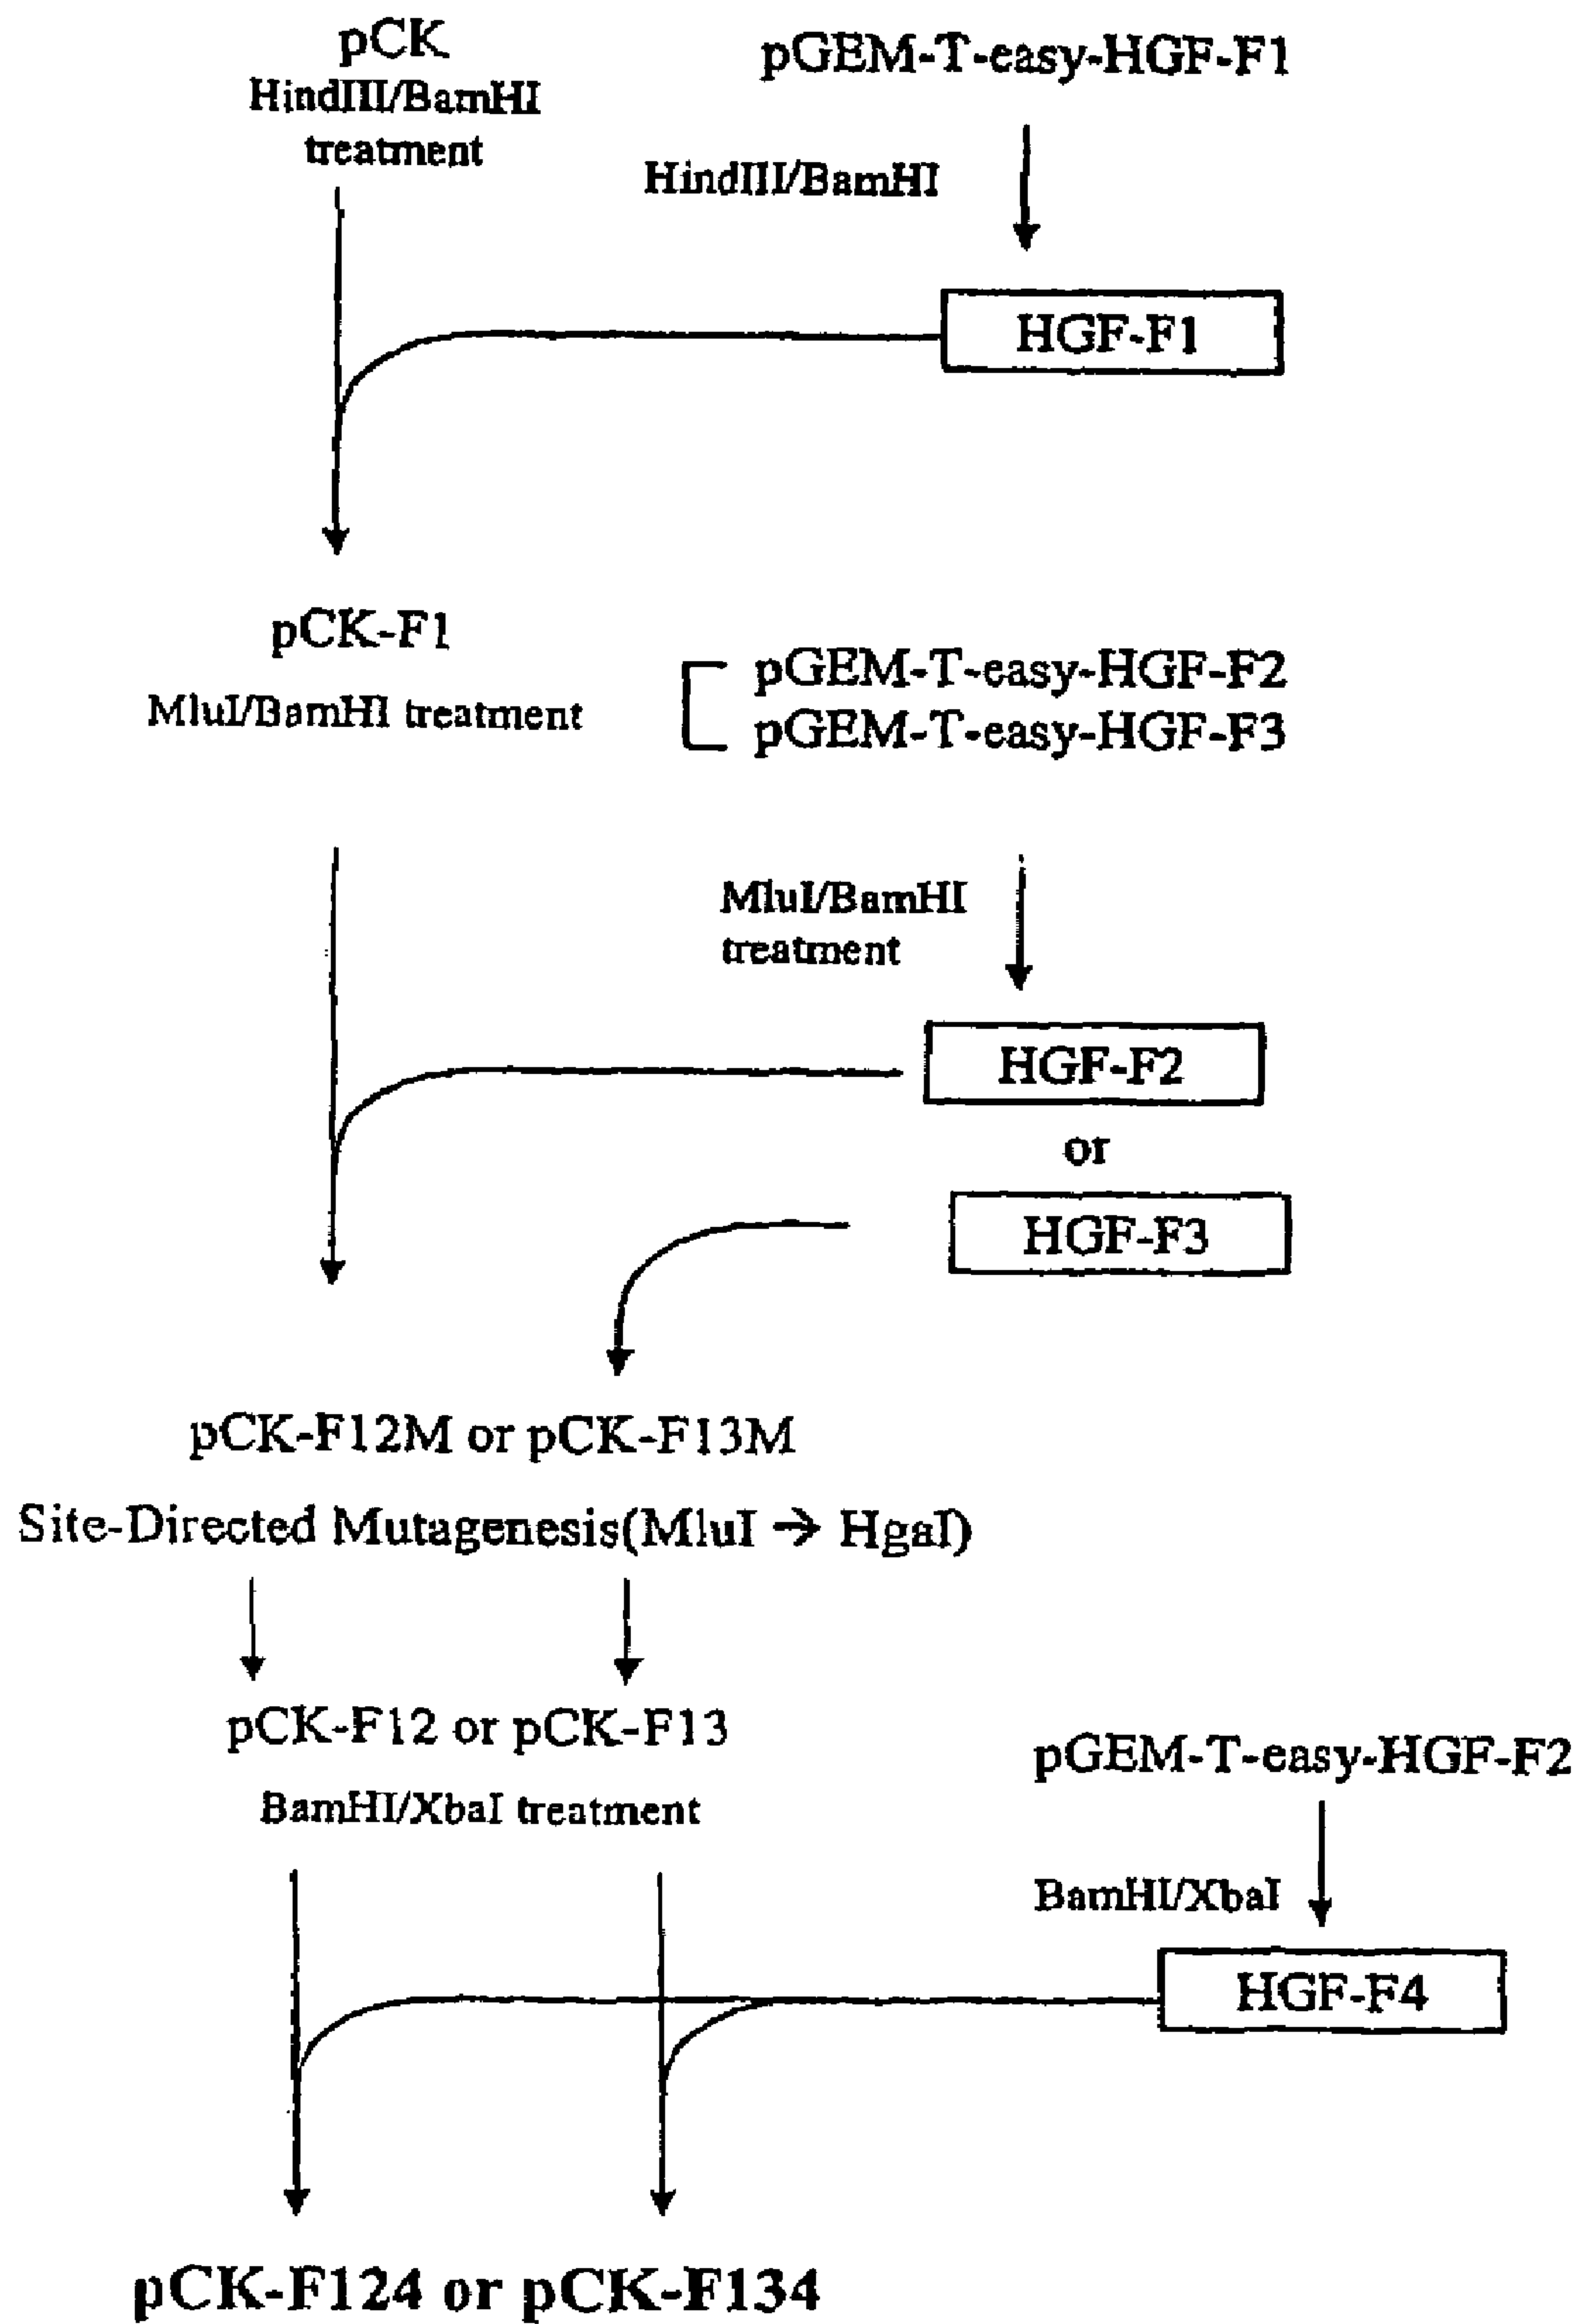 pCK
HindIII/BamHI
treatment
pGEM-T-easy-HGF-F1
HindIII/BamHI
HGF-F1
pCK-F1
MluI/BamHI treatment
pGEM-T-easy-HGF-F2
pGEM-T-easy-HGF-F3
MluI/BamHI
treatment
HGF-F2
or
HGF-F3
pCK-F12M or pCK-F13M
Site-Directed Mutagenesis(MluI → HgaI)
pCK-F12 or pCK-F13
BamHI/XbaI treatment
pGEM-T-easy-HGF-F2
BamHI/XbaI
HGF-F4
pCK-F124 or pCK-F134